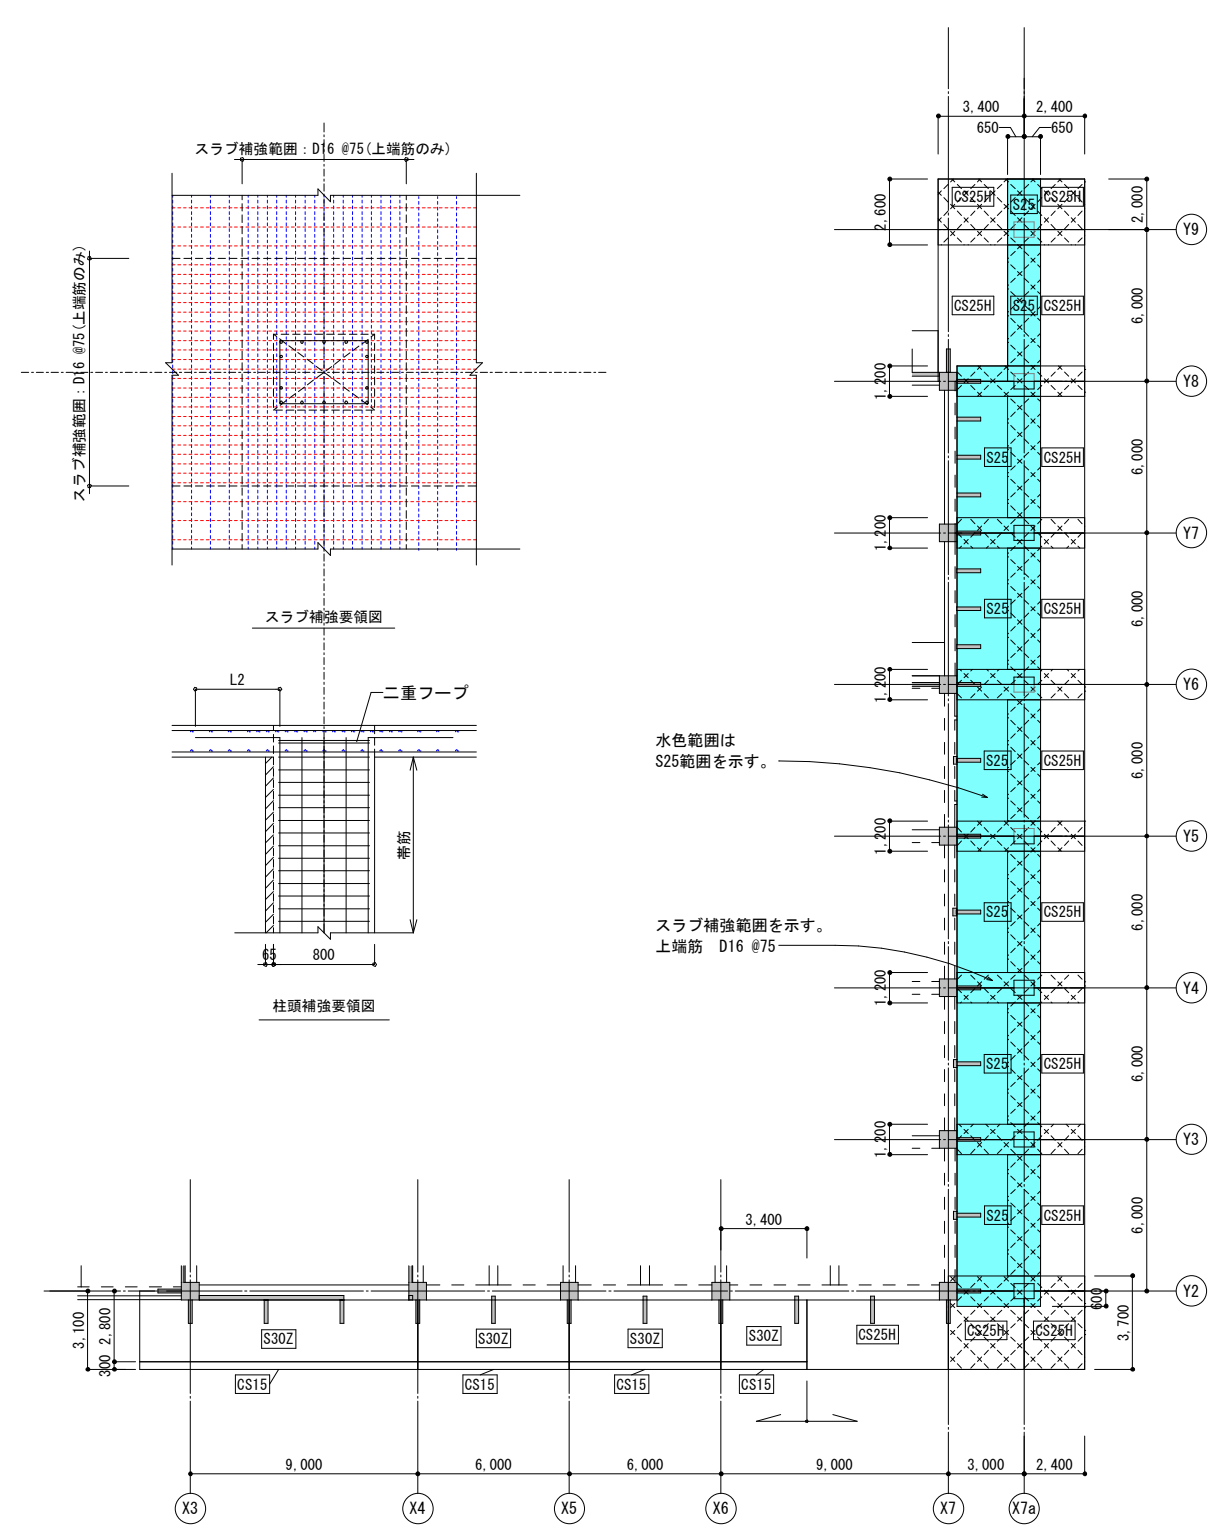 3,400
2,400
650
650
スラブ補強範囲：D16 @75(上端筋のみ)
スラブ補強範囲：D16 @75(上端筋のみ)
CS25H
S25
CS25H
2,600
2,000
Y9
CS25H
S25
CS25H
6,000
1,200
Y8
S25
CS25H
6,000
1,200
Y7
S25
CS25H
6,000
スラブ補強要領図
L2
二重フープ
1,200
Y6
水色範囲は
S25範囲を示す。
S25
CS25H
6,000
帯筋
1,200
Y5
スラブ補強範囲を示す。
上端筋　D16 @75
S25
CS25H
6,000
65
800
柱頭補強要領図
1,200
Y4
S25
CS25H
6,000
1,200
Y3
S25
CS25H
6,000
3,400
Y2
600
3,700
3,100
2,800
300
S30Z
S30Z
S30Z
S30Z
CS25H
CS25H
CS25H
CS15
CS15
CS15
CS15
9,000
6,000
6,000
9,000
3,000
2,400
X3
X4
X5
X6
X7
X7a